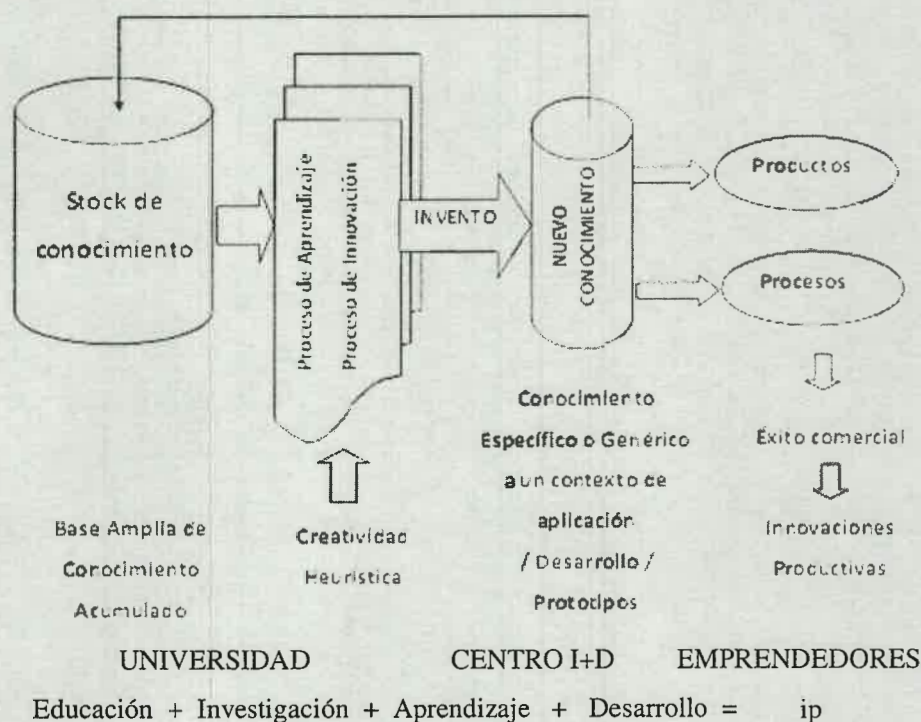 Stock de
conocimiento
Proceso de Aprendizaje
Proceso de Innovación
INVENTO
NUEVO
CONOCIMIENTO
Productos
Procesos
Base Amplia de
Conocimiento
Acumulado
Creatividad
Heurística
Conocimiento
Específico o Genérico
a un contexto de
aplicación
/ Desarrollo /
Prototipos
Éxito comercial
Innovaciones
Productivas
UNIVERSIDAD CENTRO I+D EMPRENDEDORES
Educación + Investigación + Aprendizaje + Desarrollo = ip